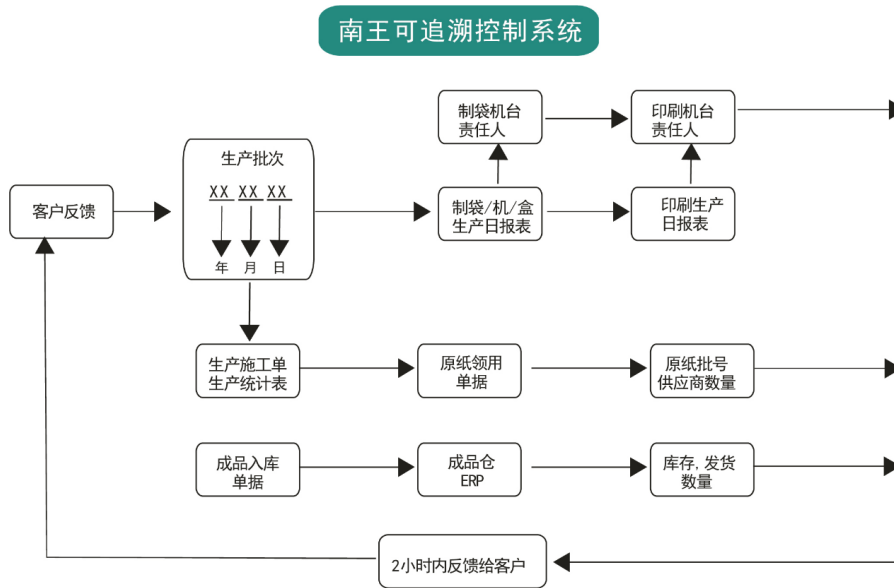 南王可追溯控制系统
制袋机台
责任人
印刷机台
责任人
生产批次
XX XX XX
年 月 日
客户反馈
制袋/机/盒
生产日报表
印刷生产
日报表
生产施工单
生产统计表
原纸领用
单据
原纸批号
供应商数量
成品入库
单据
成品仓
ERP
库存,发货
数量
2小时内反馈给客户